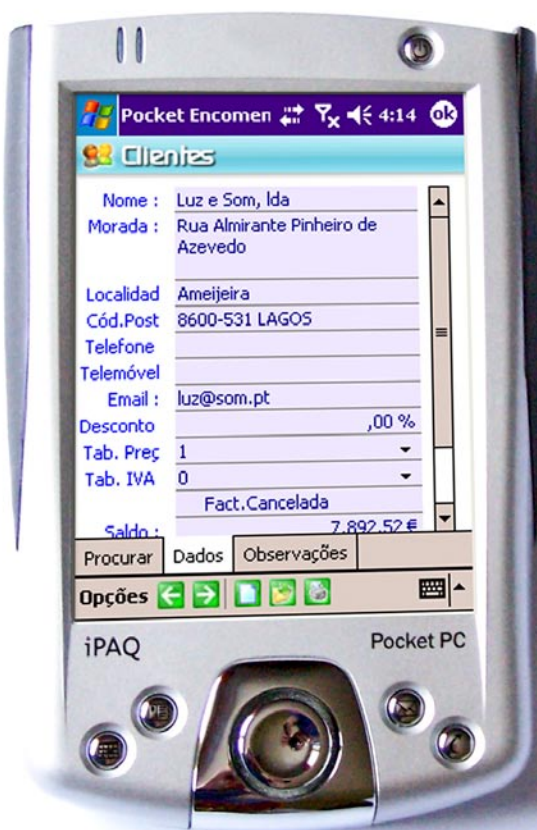 Pocket Encomen 4:14 ok
Clientes
Nome : Luz e Som, lda
Morada : Rua Almirante Pinheiro de
Azevedo
Localidad Ameijeira
Cód.Post 8600-531 LAGOS
Telefone
Telemóvel
Email : luz@som.pt
Desconto ,00 %
Tab. Preç 1
Tab. IVA 0
Fact.Cancelada
Saldo : 7.892,52 €
Procurar Dados Observações
Opções
iPAQ Pocket PC